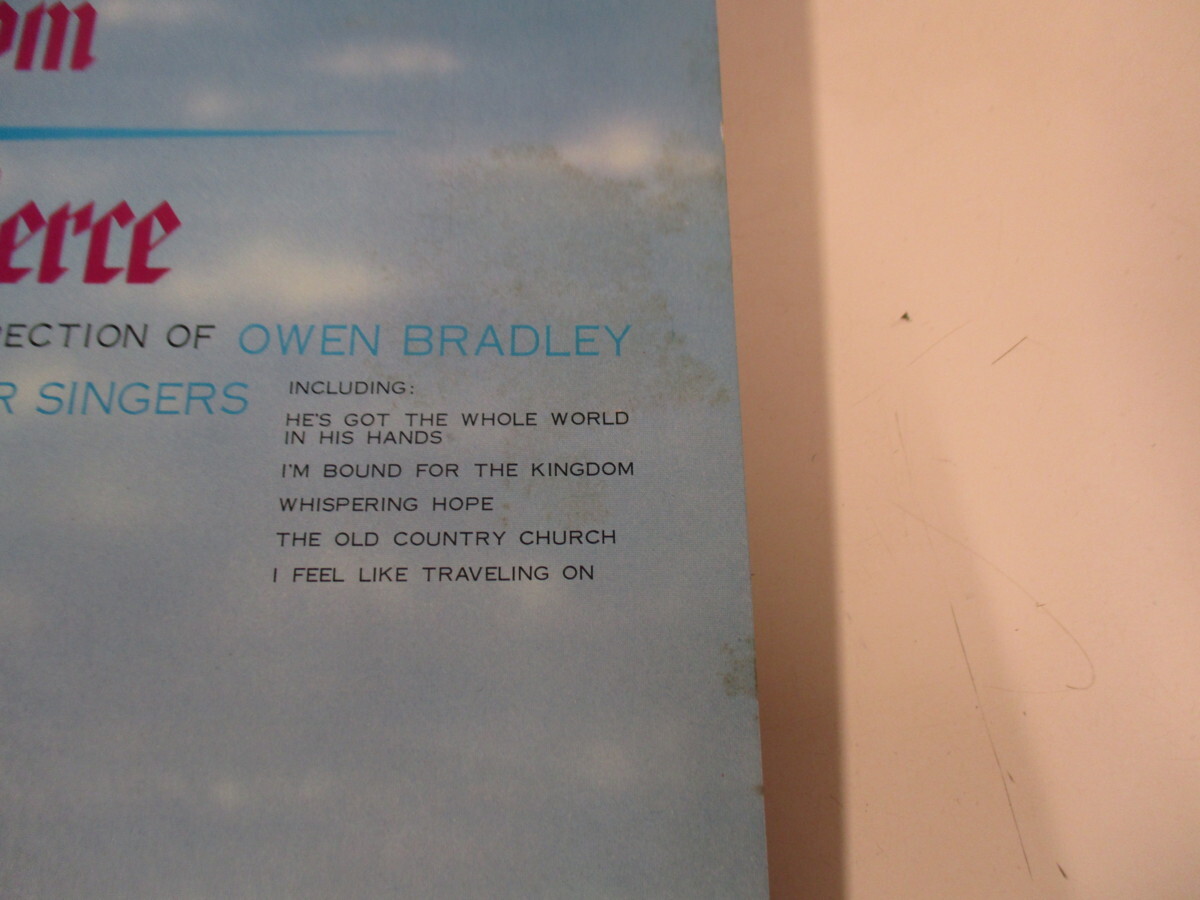 om
erce
RECTION OF OWEN BRADLEY
R SINGERS
INCLUDING:
HE'S GOT THE WHOLE WORLD
IN HIS HANDS
I'M BOUND FOR THE KINGDOM
WHISPERING HOPE
THE OLD COUNTRY CHURCH
I FEEL LIKE TRAVELING ON